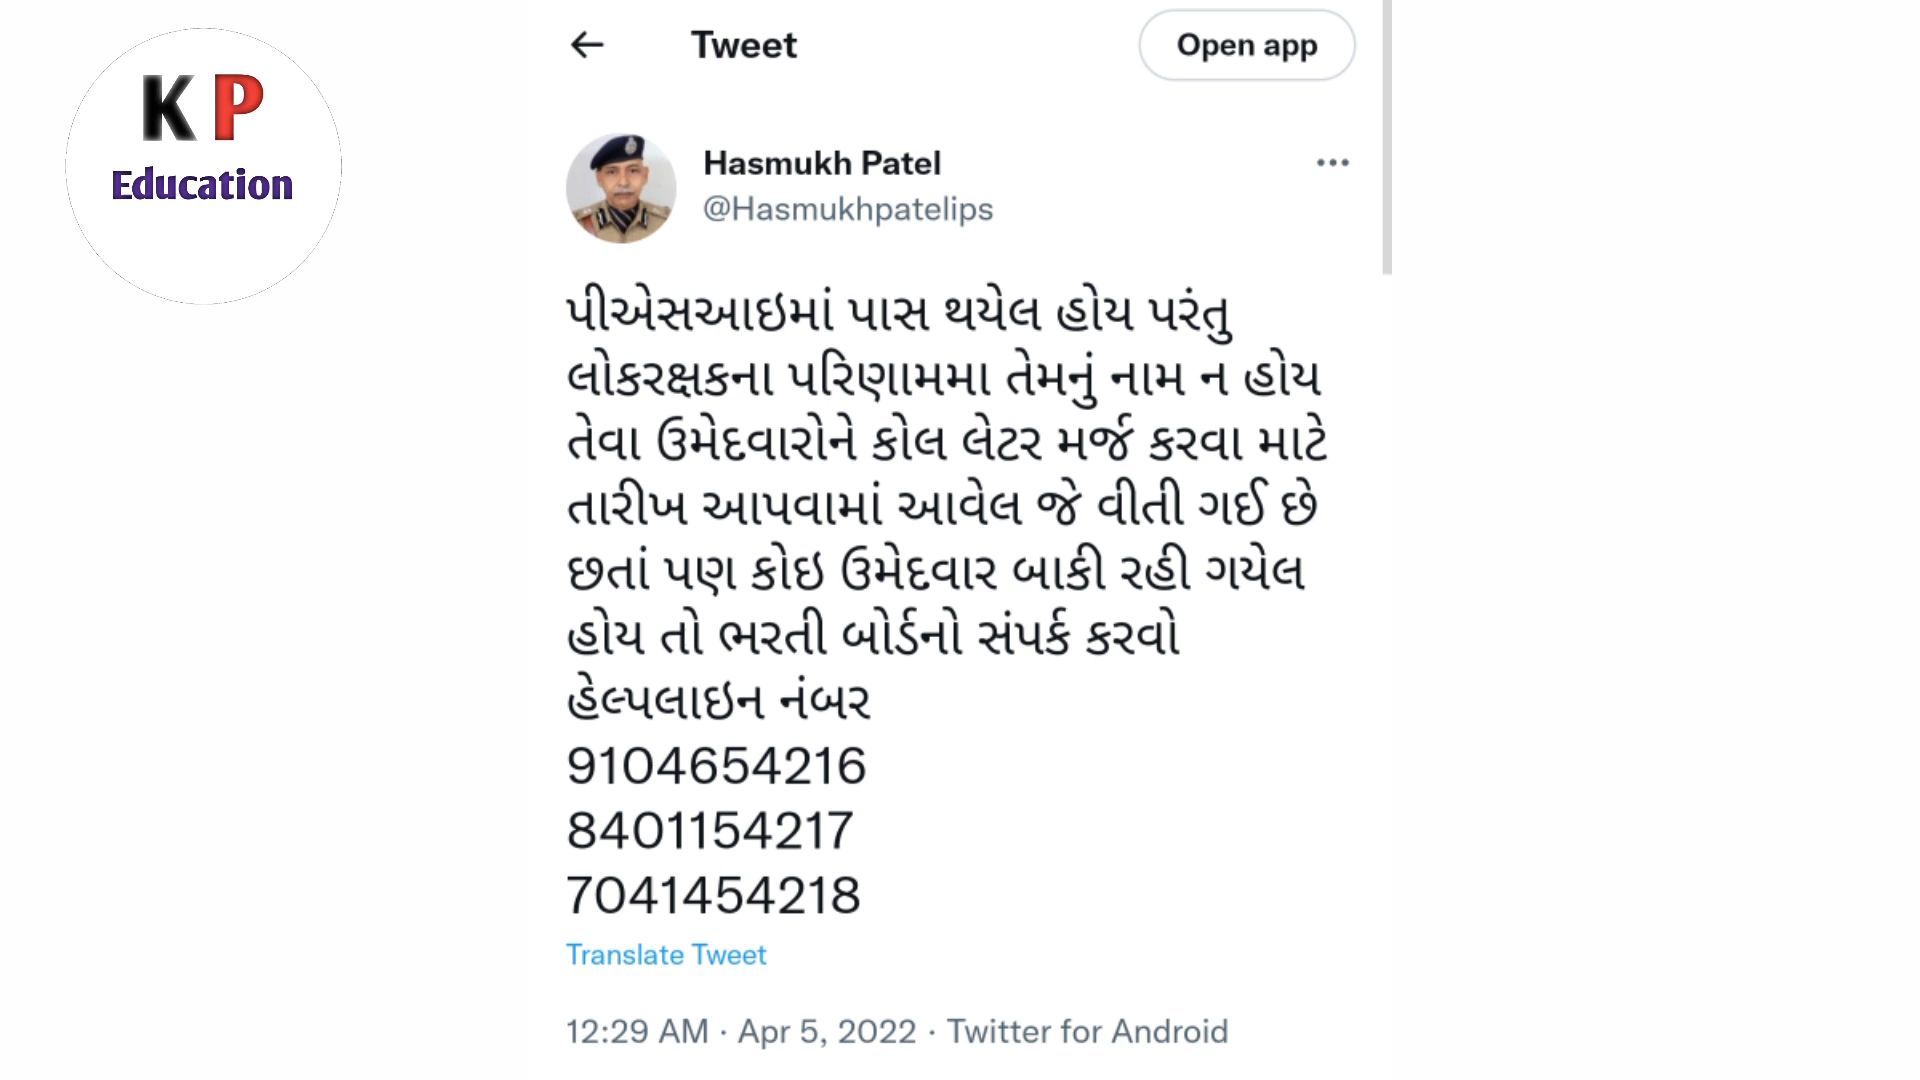 K P
Education
Tweet
Open app
Hasmukh Patel
@Hasmukhpatelips
પીએસઆઇમાં પાસ થયેલ હોય પરંતુ
લોકરક્ષકના પરિણામમા તેમનું નામ ન હોય
તેવા ઉમેદવારોને કોલ લેટર મર્જ કરવા માટે
તારીખ આપવામાં આવેલ જે વીતી ગઈ છે
છતાં પણ કોઇ ઉમેદવાર બાકી રહી ગયેલ
હોય તો ભરતી બોર્ડનો સંપર્ક કરવો
હેલ્પલાઇન નંબર
9104654216
8401154217
7041454218
Translate Tweet
12:29 AM · Apr 5, 2022 · Twitter for Android